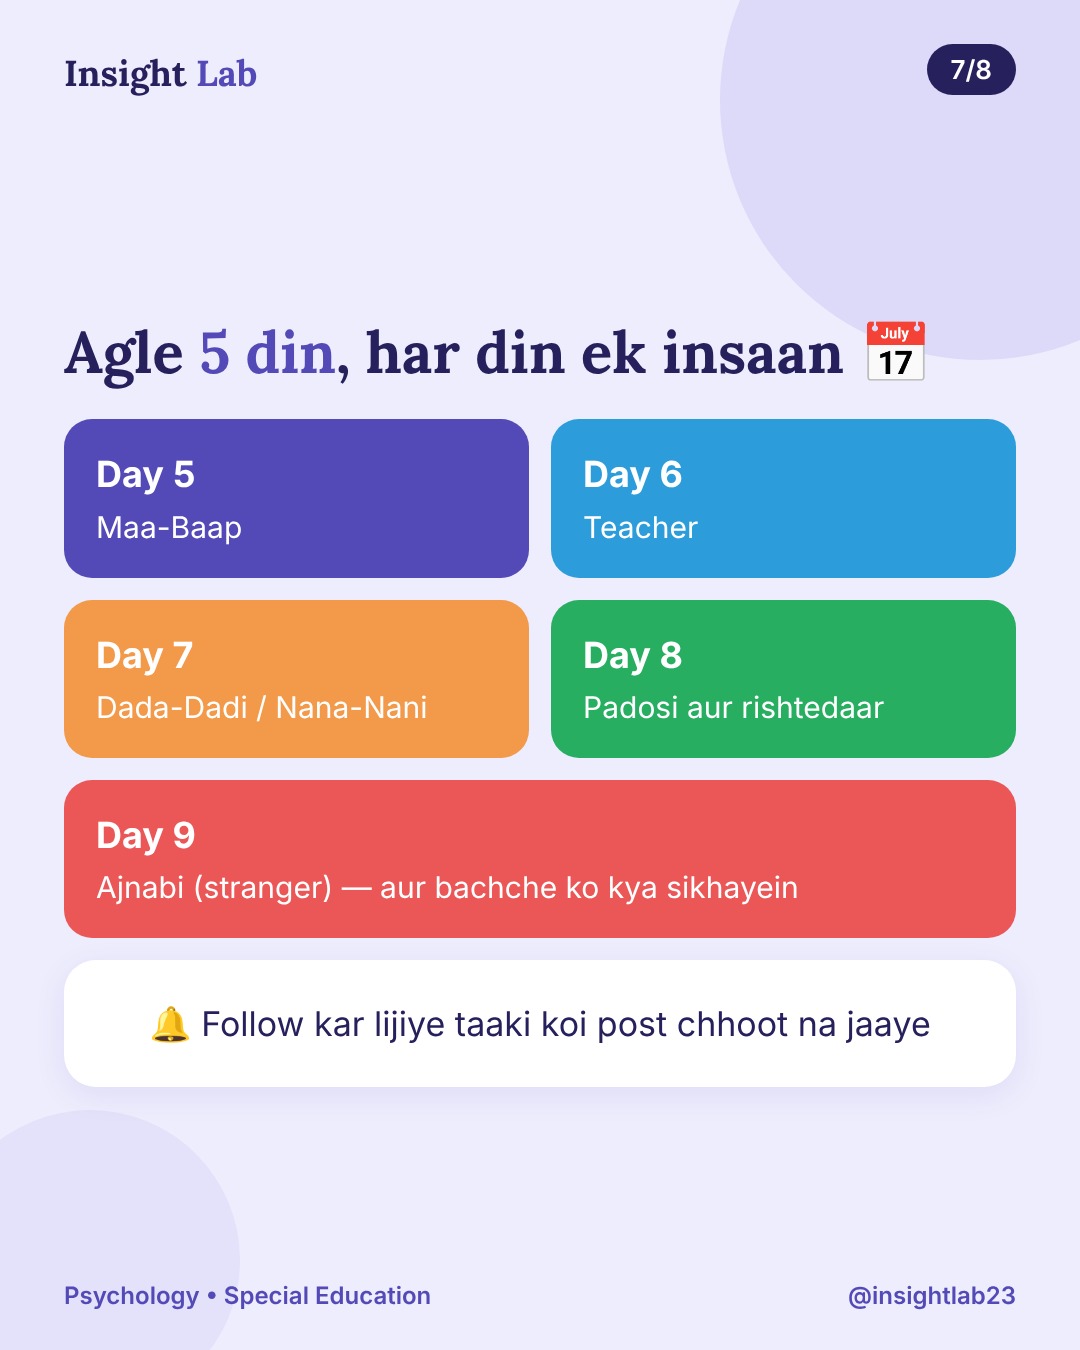 Insight Lab
7/8
Agle 5 din, har din ek insaan 📅
July
17
Day 5
Maa-Baap
Day 6
Teacher
Day 7
Dada-Dadi / Nana-Nani
Day 8
Padosi aur rishtedaar
Day 9
Ajnabi (stranger) — aur bachche ko kya sikhayein
🔔 Follow kar lijiye taaki koi post chhoot na jaaye
Psychology • Special Education
@insightlab23